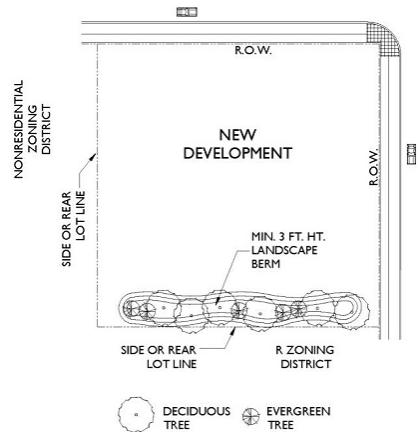 R.O.W.
NONRESIDENTIAL
ZONING
DISTRICT
NEW
DEVELOPMENT
R.O.W.
SIDE OR REAR
LOT LINE
MIN. 3 FT. HT.
LANDSCAPE
BERM
SIDE OR REAR
LOT LINE
R ZONING
DISTRICT
DECIDUOUS
TREE
EVERGREEN
TREE